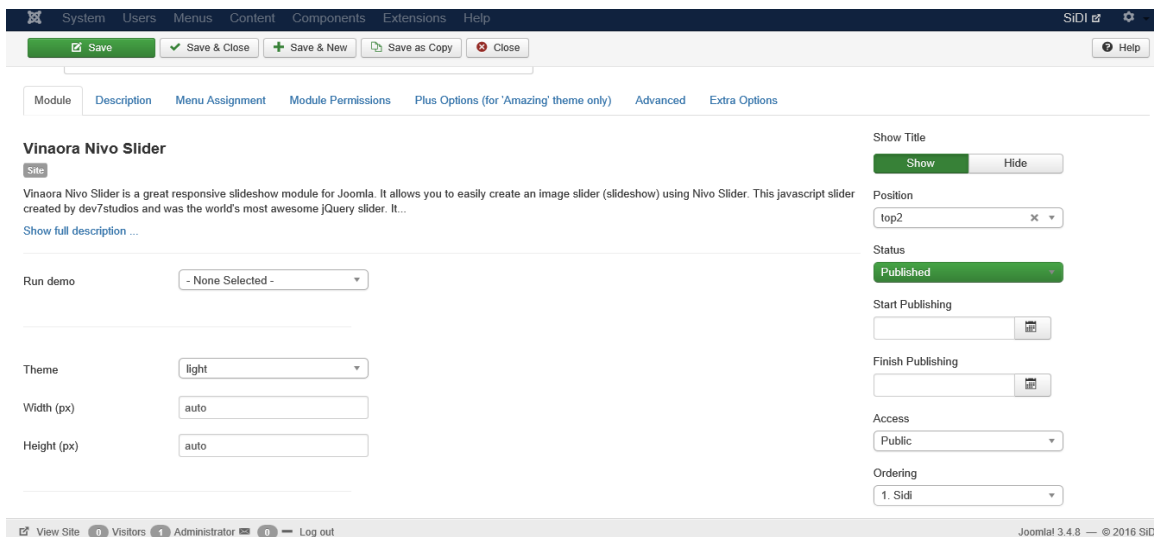 System Users Menus Content Components Extensions Help SiDI
Save Save & Close Save & New Save as Copy Close Help
Module Description Menu Assignment Module Permissions Plus Options (for 'Amazing' theme only) Advanced Extra Options
Vinaora Nivo Slider
Site
Vinaora Nivo Slider is a great responsive slideshow module for Joomla. It allows you to easily create an image slider (slideshow) using Nivo Slider. This javascript slider
created by dev7studios and was the world's most awesome jQuery slider. It...
Show full description ...
Run demo - None Selected -
Theme light
Width (px) auto
Height (px) auto
Show Title
Show Hide
Position
top2
Status
Published
Start Publishing
Finish Publishing
Access
Public
Ordering
1. Sidi
View Site 0 Visitors 1 Administrator 0 Log out Joomla! 3.4.8 — © 2016 SiD